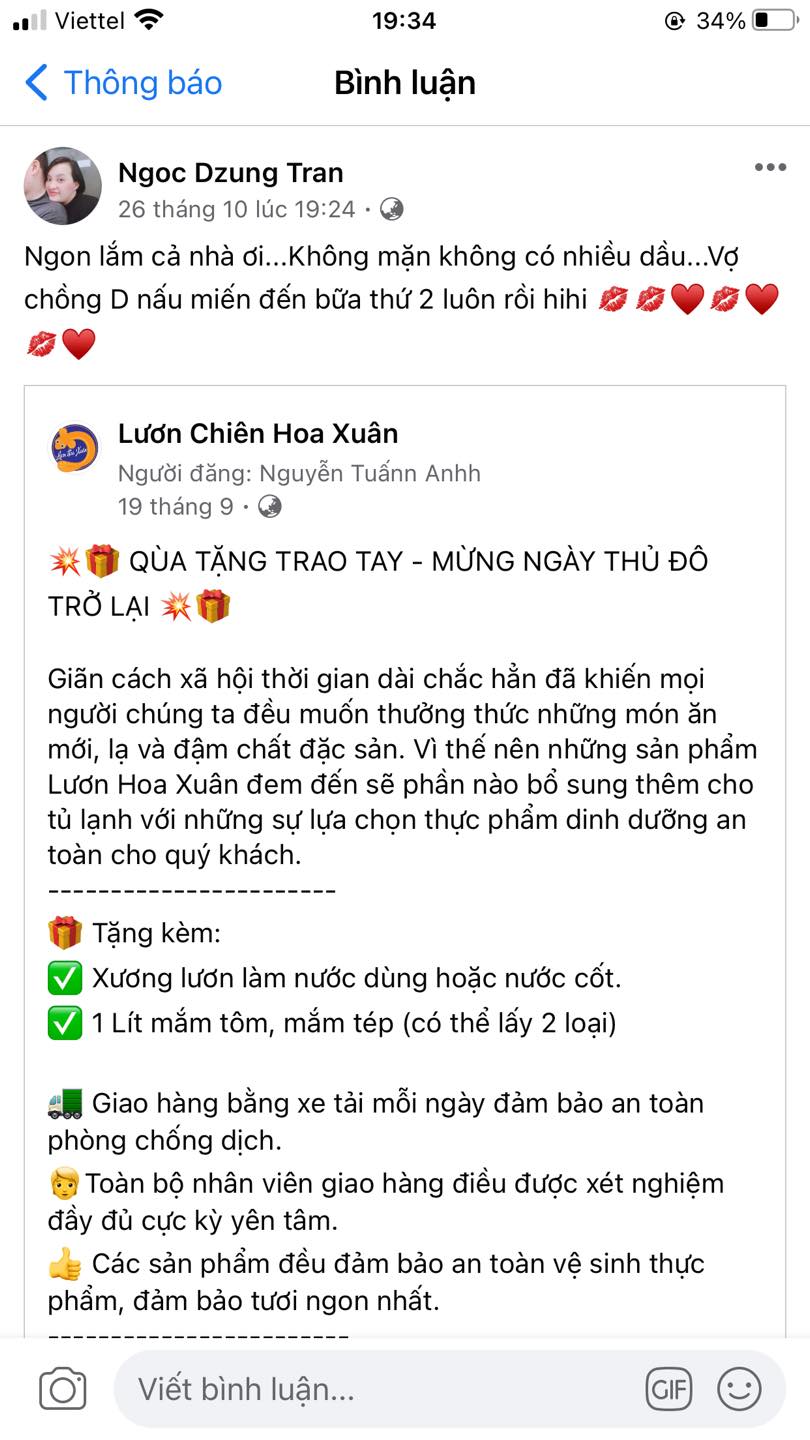 Viettel 19:34 34%
Thông báo Bình luận
Ngoc Dzung Tran
26 tháng 10 lúc 19:24 ·
Ngon lắm cả nhà ơi...Không mặn không có nhiều dầu...Vợ
chồng D nấu miến đến bữa thứ 2 luôn rồi hihi 💋💋♥️💋♥️
💋♥️
Lươn Chiên Hoa Xuân
Người đăng: Nguyễn Tuấnn Anhh
19 tháng 9 ·
💥🎁 QÙA TẶNG TRAO TAY - MỪNG NGÀY THỦ ĐÔ
TRỞ LẠI 💥🎁
Giãn cách xã hội thời gian dài chắc hẳn đã khiến mọi
người chúng ta đều muốn thưởng thức những món ăn
mới, lạ và đậm chất đặc sản. Vì thế nên những sản phẩm
Lươn Hoa Xuân đem đến sẽ phần nào bổ sung thêm cho
tủ lạnh với những sự lựa chọn thực phẩm dinh dưỡng an
toàn cho quý khách.
-----------------------
🎁 Tặng kèm:
✅ Xương lươn làm nước dùng hoặc nước cốt.
✅ 1 Lít mắm tôm, mắm tép (có thể lấy 2 loại)
🚛 Giao hàng bằng xe tải mỗi ngày đảm bảo an toàn
phòng chống dịch.
🧑Toàn bộ nhân viên giao hàng điều được xét nghiệm
đầy đủ cực kỳ yên tâm.
👍 Các sản phẩm đều đảm bảo an toàn vệ sinh thực
phẩm, đảm bảo tươi ngon nhất.
------------------------
Viết bình luận... GIF